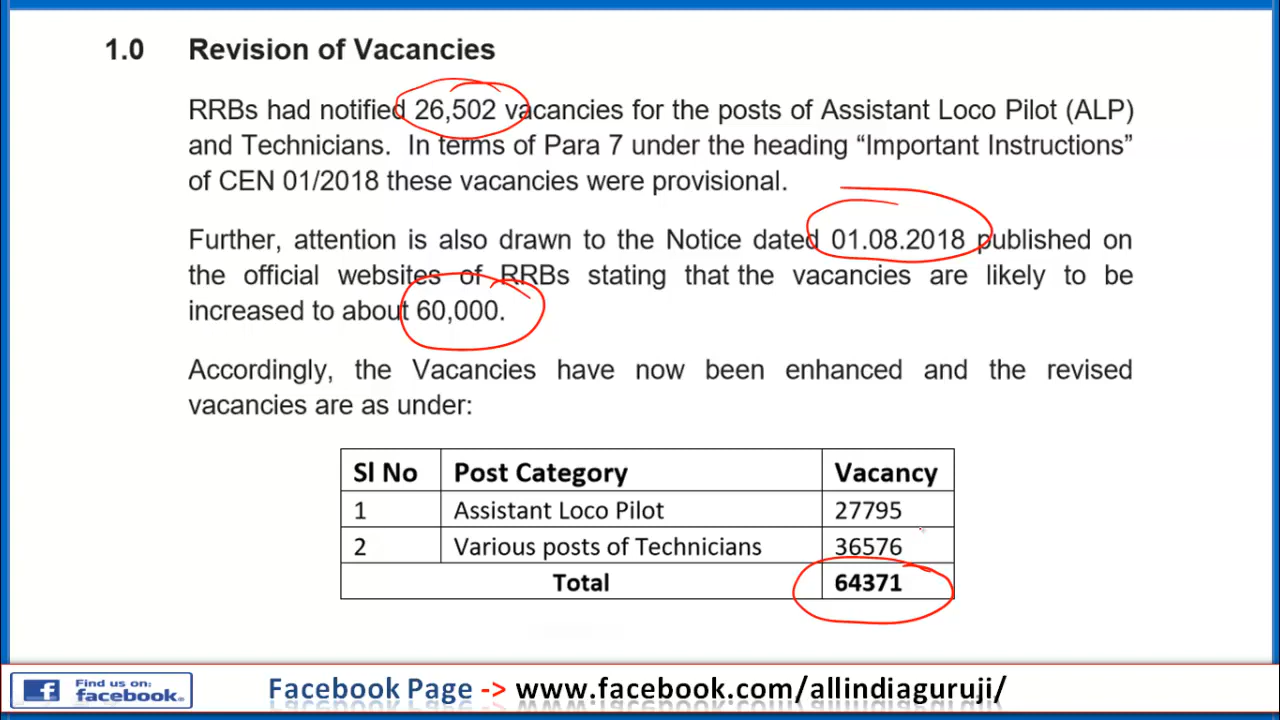 1.0 Revision of Vacancies
RRBs had notified 26,502 vacancies for the posts of Assistant Loco Pilot (ALP)
and Technicians. In terms of Para 7 under the heading “Important Instructions”
of CEN 01/2018 these vacancies were provisional.
Further, attention is also drawn to the Notice dated 01.08.2018 published on
the official websites of RRBs stating that the vacancies are likely to be
increased to about 60,000.
Accordingly, the Vacancies have now been enhanced and the revised
vacancies are as under:
Sl No Post Category Vacancy
1 Assistant Loco Pilot 27795
2 Various posts of Technicians 36576
Total 64371
f Find us on:
facebook.
Facebook Page -> www.facebook.com/allindiaguruji/